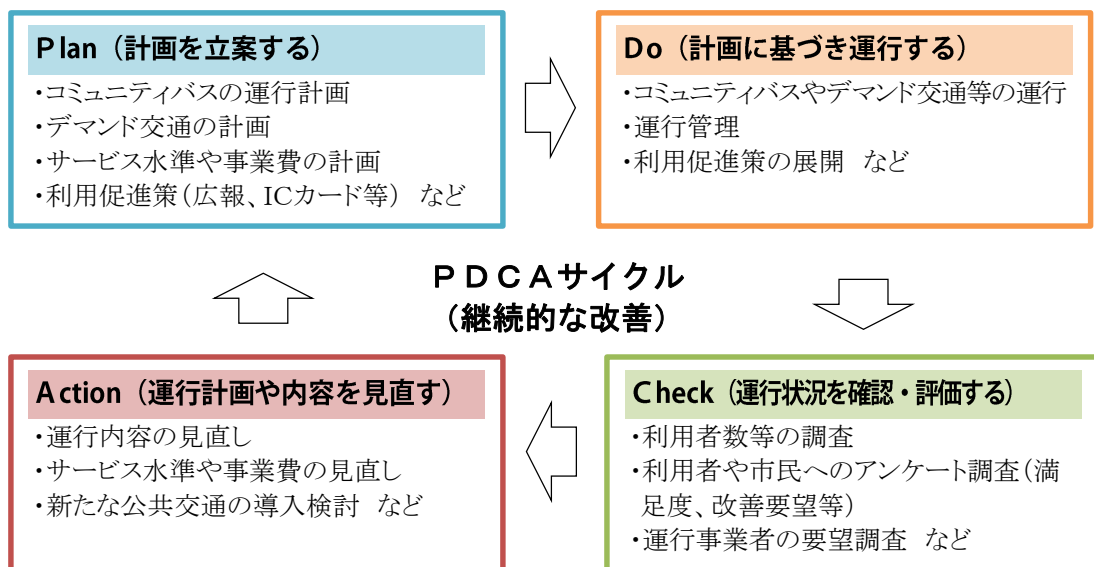 Plan（計画を立案する）
・コミュニティバスの運行計画
・デマンド交通の計画
・サービス水準や事業費の計画
・利用促進策（広報、ICカード等）　など
Do（計画に基づき運行する）
・コミュニティバスやデマンド交通等の運行
・運行管理
・利用促進策の展開　など
ＰＤＣＡサイクル
（継続的な改善）
Action（運行計画や内容を見直す）
・運行内容の見直し
・サービス水準や事業費の見直し
・新たな公共交通の導入検討　など
Check（運行状況を確認・評価する）
・利用者数等の調査
・利用者や市民へのアンケート調査（満
足度、改善要望等）
・運行事業者の要望調査　など